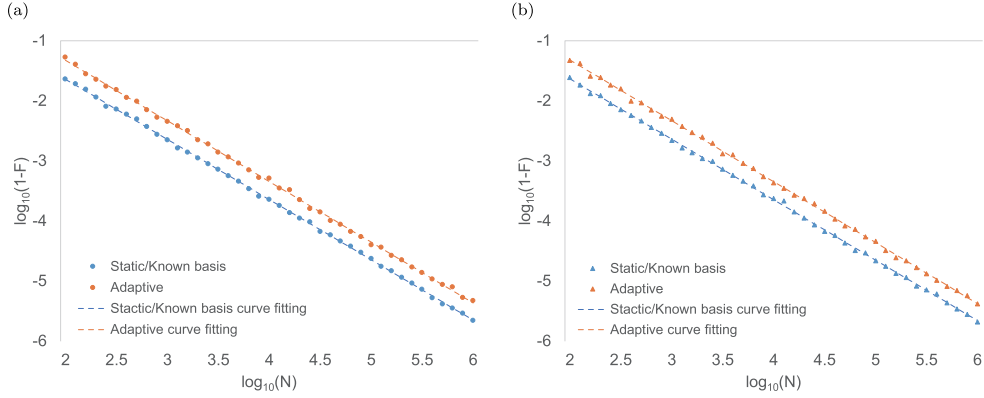 (a)
-1
-2
-3
-4
-5
-6
log10(1-F)
2 2.5 3 3.5 4 4.5 5 5.5 6
log10(N)
Static/Known basis
Adaptive
Stactic/Known basis curve fitting
Adaptive curve fitting
(b)
-1
-2
-3
-4
-5
-6
log10(1-F)
2 2.5 3 3.5 4 4.5 5 5.5 6
log10(N)
Static/Known basis
Adaptive
Stactic/Known basis curve fitting
Adaptive curve fitting